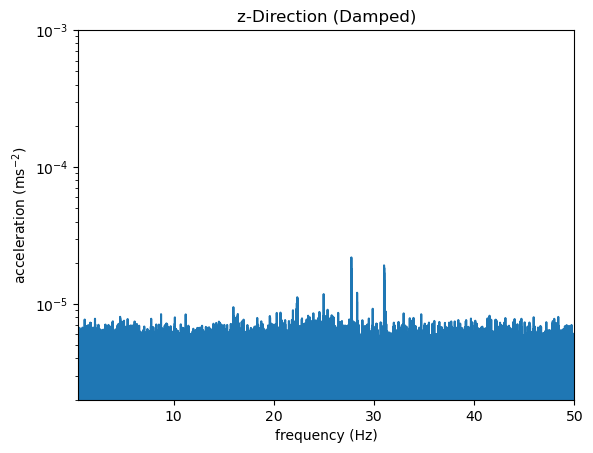 z-Direction (Damped)
10⁻³
10⁻⁴
10⁻⁵
acceleration (ms⁻²)
10 20 30 40 50
frequency (Hz)